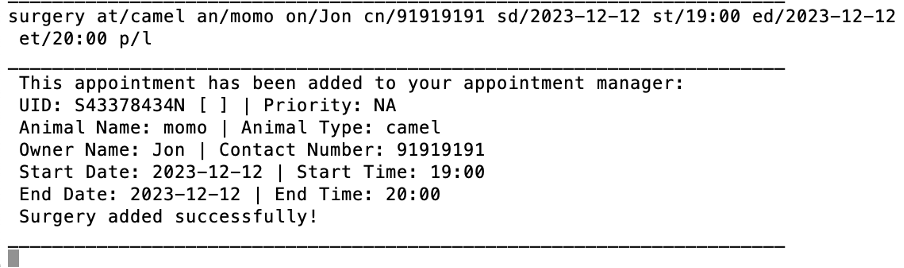 surgery at/camel an/momo on/Jon cn/91919191 sd/2023-12-12 st/19:00 ed/2023-12-12
et/20:00 p/l
This appointment has been added to your appointment manager:
UID: S43378434N [ ] | Priority: NA
Animal Name: momo | Animal Type: camel
Owner Name: Jon | Contact Number: 91919191
Start Date: 2023-12-12 | Start Time: 19:00
End Date: 2023-12-12 | End Time: 20:00
Surgery added successfully!